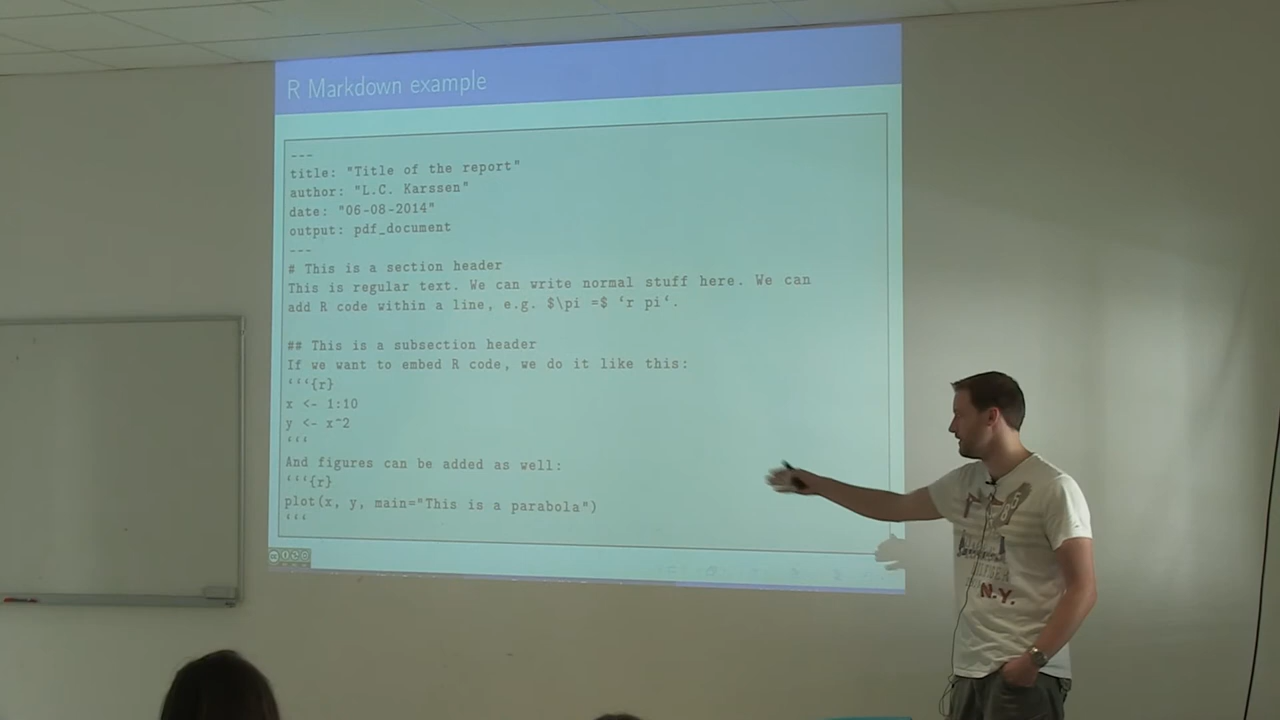 R Markdown example
---
title: "Title of the report"
author: "L.C. Karssen"
date: "06-08-2014"
output: pdf_document
---
# This is a section header
This is regular text. We can write normal stuff here. We can
add R code within a line, e.g. $\pi =$ ‘r pi‘.
## This is a subsection header
If we want to embed R code, we do it like this:
‘‘‘{r}
x <- 1:10
y <- x^2
‘‘‘
And figures can be added as well:
‘‘‘{r}
plot(x, y, main="This is a parabola")
‘‘‘
N.Y.